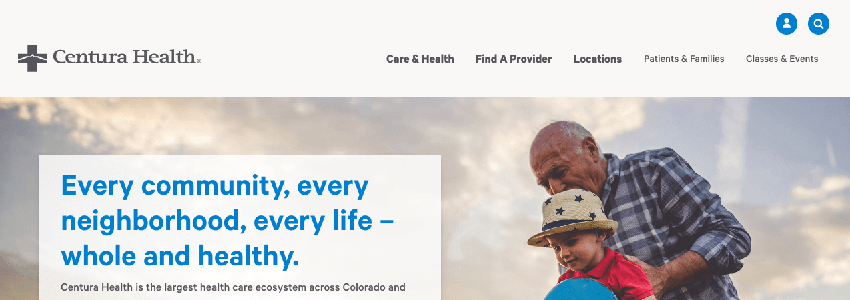 Centura Health
Care & Health
Find A Provider
Locations
Patients & Families
Classes & Events
Every community, every
neighborhood, every life –
whole and healthy.
Centura Health is the largest health care ecosystem across Colorado and